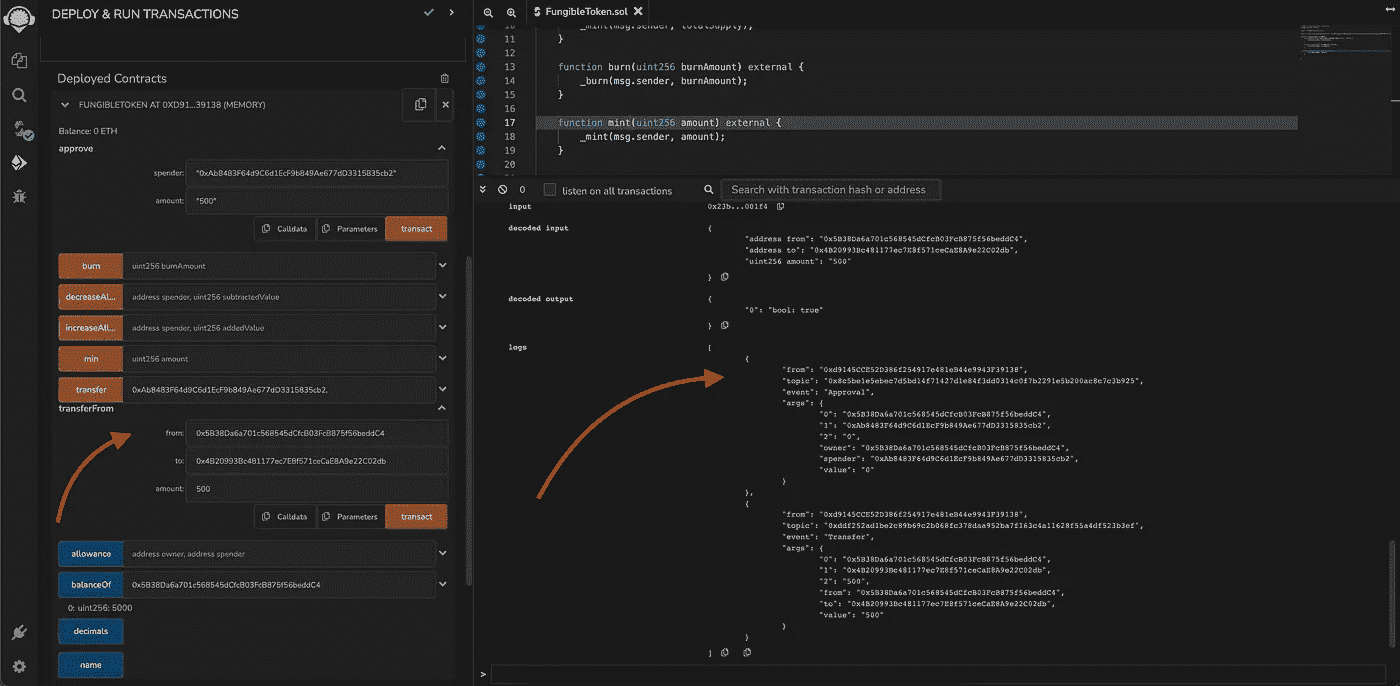 DEPLOY & RUN TRANSACTIONS
Deployed Contracts
FUNGIBLETOKEN AT 0XD91...39138 (MEMORY)
Balance: 0 ETH
approve
spender: "0xAb8483F64d9C6d1EcF9b849Ae677dD3315835cb2"
amount: "500"
Calldata Parameters transact
burn uint256 burnAmount
decreaseAl... address spender, uint256 subtractedValue
increaseAll... address spender, uint256 addedValue
min uint256 amount
transfer 0xAb8483F64d9C6d1EcF9b849Ae677dD3315835cb2,
transferFrom
from: 0x5B38Da6a701c568545dCfcB03FcB875f56beddC4
to: 0x4B20993Bc481177ec7E8f571ceCaE8A9e22C02db
amount: 500
Calldata Parameters transact
allowance address owner, address spender
balanceOf 0x5B38Da6a701c568545dCfcB03FcB875f56beddC4
0: uint256: 5000
decimals
name
FungibleToken.sol
10 _mint(msg.sender, totalSupply);
11 }
12
13 function burn(uint256 burnAmount) external {
14 _burn(msg.sender, burnAmount);
15 }
16
17 function mint(uint256 amount) external {
18 _mint(msg.sender, amount);
19 }
20
0 listen on all transactions Search with transaction hash or address
input 0x23b...001f4
decoded input {
"address from": "0x5B38Da6a701c568545dCfcB03FcB875f56beddC4",
"address to": "0x4B20993Bc481177ec7E8f571ceCaE8A9e22C02db",
"uint256 amount": "500"
}
decoded output {
"0": "bool: true"
}
logs [
{
"from": "0xd9145CCE52D386f254917e481eB44e9943F39138",
"topic": "0x8c5be1e5ebec7d5bd14f71427d1e84f3dd0314c0f7b2291e5b200ac8c7c3b925",
"event": "Approval",
"args": {
"0": "0x5B38Da6a701c568545dCfcB03FcB875f56beddC4",
"1": "0xAb8483F64d9C6d1EcF9b849Ae677dD3315835cb2",
"2": "0",
"owner": "0x5B38Da6a701c568545dCfcB03FcB875f56beddC4",
"spender": "0xAb8483F64d9C6d1EcF9b849Ae677dD3315835cb2",
"value": "0"
}
},
{
"from": "0xd9145CCE52D386f254917e481eB44e9943F39138",
"topic": "0xddf252ad1be2c89b69c2b068fc378daa952ba7f163c4a11628f55a4df523b3ef",
"event": "Transfer",
"args": {
"0": "0x5B38Da6a701c568545dCfcB03FcB875f56beddC4",
"1": "0x4B20993Bc481177ec7E8f571ceCaE8A9e22C02db",
"2": "500",
"from": "0x5B38Da6a701c568545dCfcB03FcB875f56beddC4",
"to": "0x4B20993Bc481177ec7E8f571ceCaE8A9e22C02db",
"value": "500"
}
}
]
>